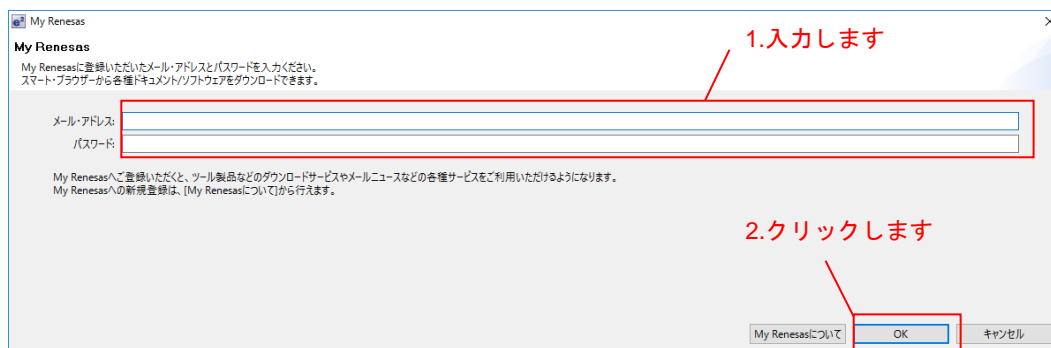 e² My Renesas
My Renesas
1.入力します
My Renesasに登録いただいたメール・アドレスとパスワードを入力ください。
スマート・ブラウザーから各種ドキュメント/ソフトウェアをダウンロードできます。
メール・アドレス:
パスワード:
My Renesasへご登録いただくと、ツール製品などのダウンロードサービスやメールニュースなどの各種サービスをご利用いただけるようになります。
My Renesasへの新規登録は、[My Renesasについて]から行えます。
2.クリックします
My Renesasについて OK キャンセル